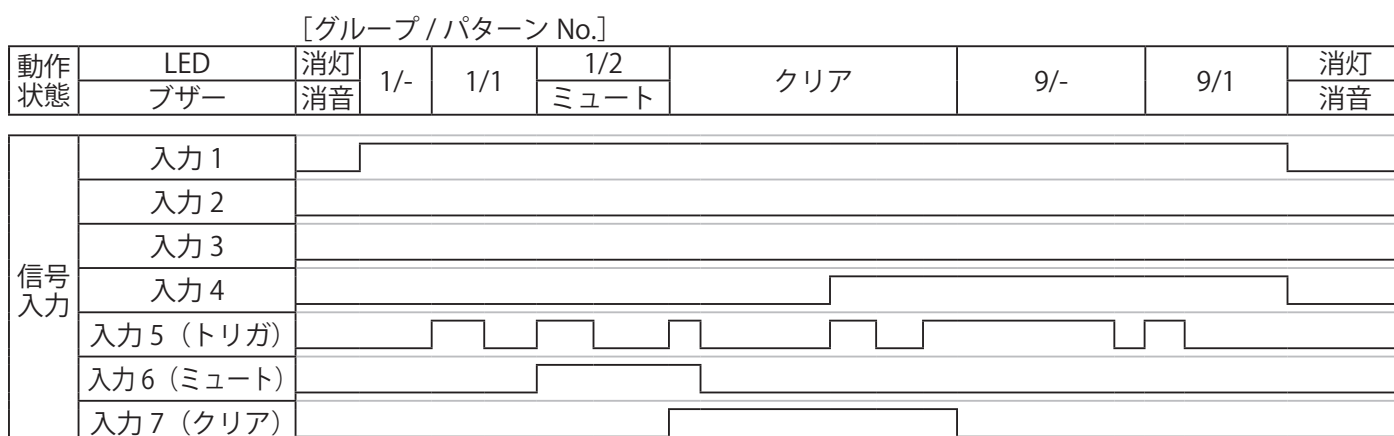 ［グループ / パターン No.］
動作状態 LED 消灯 1/- 1/1 1/2 クリア 9/- 9/1 消灯
ブザー 消音 ミュート 消音
信号入力
入力 1
入力 2
入力 3
入力 4
入力 5（トリガ）
入力 6（ミュート）
入力 7（クリア）